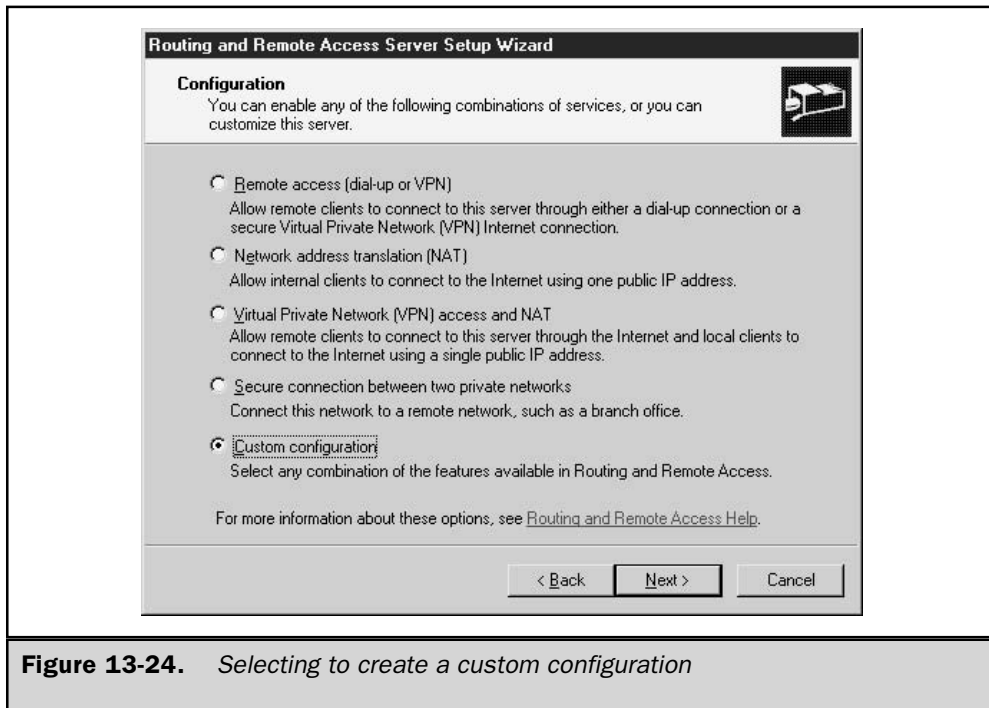 Routing and Remote Access Server Setup Wizard
Configuration
You can enable any of the following combinations of services, or you can
customize this server.
Remote access (dial-up or VPN)
Allow remote clients to connect to this server through either a dial-up connection or a
secure Virtual Private Network (VPN) Internet connection.
Network address translation (NAT)
Allow internal clients to connect to the Internet using one public IP address.
Virtual Private Network (VPN) access and NAT
Allow remote clients to connect to this server through the Internet and local clients to
connect to the Internet using a single public IP address.
Secure connection between two private networks
Connect this network to a remote network, such as a branch office.
Custom configuration
Select any combination of the features available in Routing and Remote Access.
For more information about these options, see Routing and Remote Access Help.
< Back Next > Cancel
Figure 13-24. Selecting to create a custom configuration